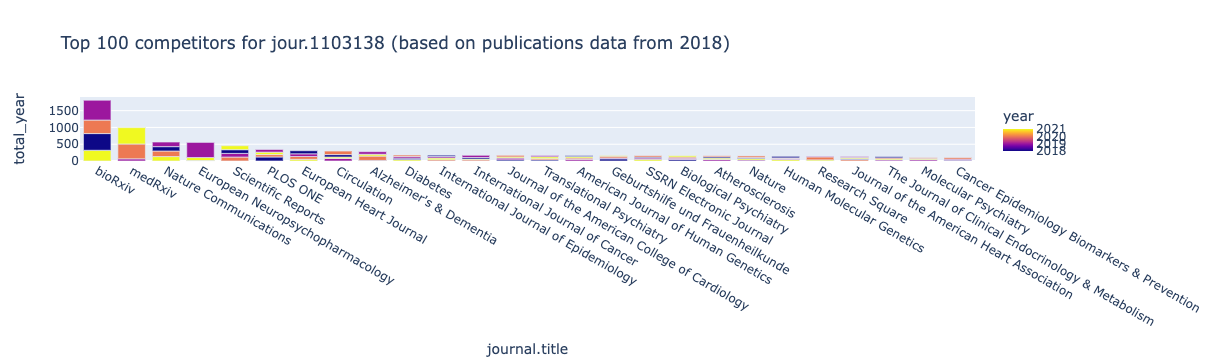 Top 100 competitors for jour.1103138 (based on publications data from 2018)
total_year
1500
1000
500
0
year
2021
2020
2019
2018
bioRxiv
medRxiv
Nature Communications
European Neuropsychopharmacology
Scientific Reports
PLOS ONE
European Heart Journal
Circulation
Alzheimer's & Dementia
Diabetes
International Journal of Epidemiology
International Journal of Cancer
Journal of the American College of Cardiology
Translational Psychiatry
American Journal of Human Genetics
Geburtshilfe und Frauenheilkunde
SSRN Electronic Journal
Biological Psychiatry
Atherosclerosis
Nature
Human Molecular Genetics
Research Square
Journal of the American Heart Association
The Journal of Clinical Endocrinology & Metabolism
Molecular Psychiatry
Cancer Epidemiology Biomarkers & Prevention
journal.title